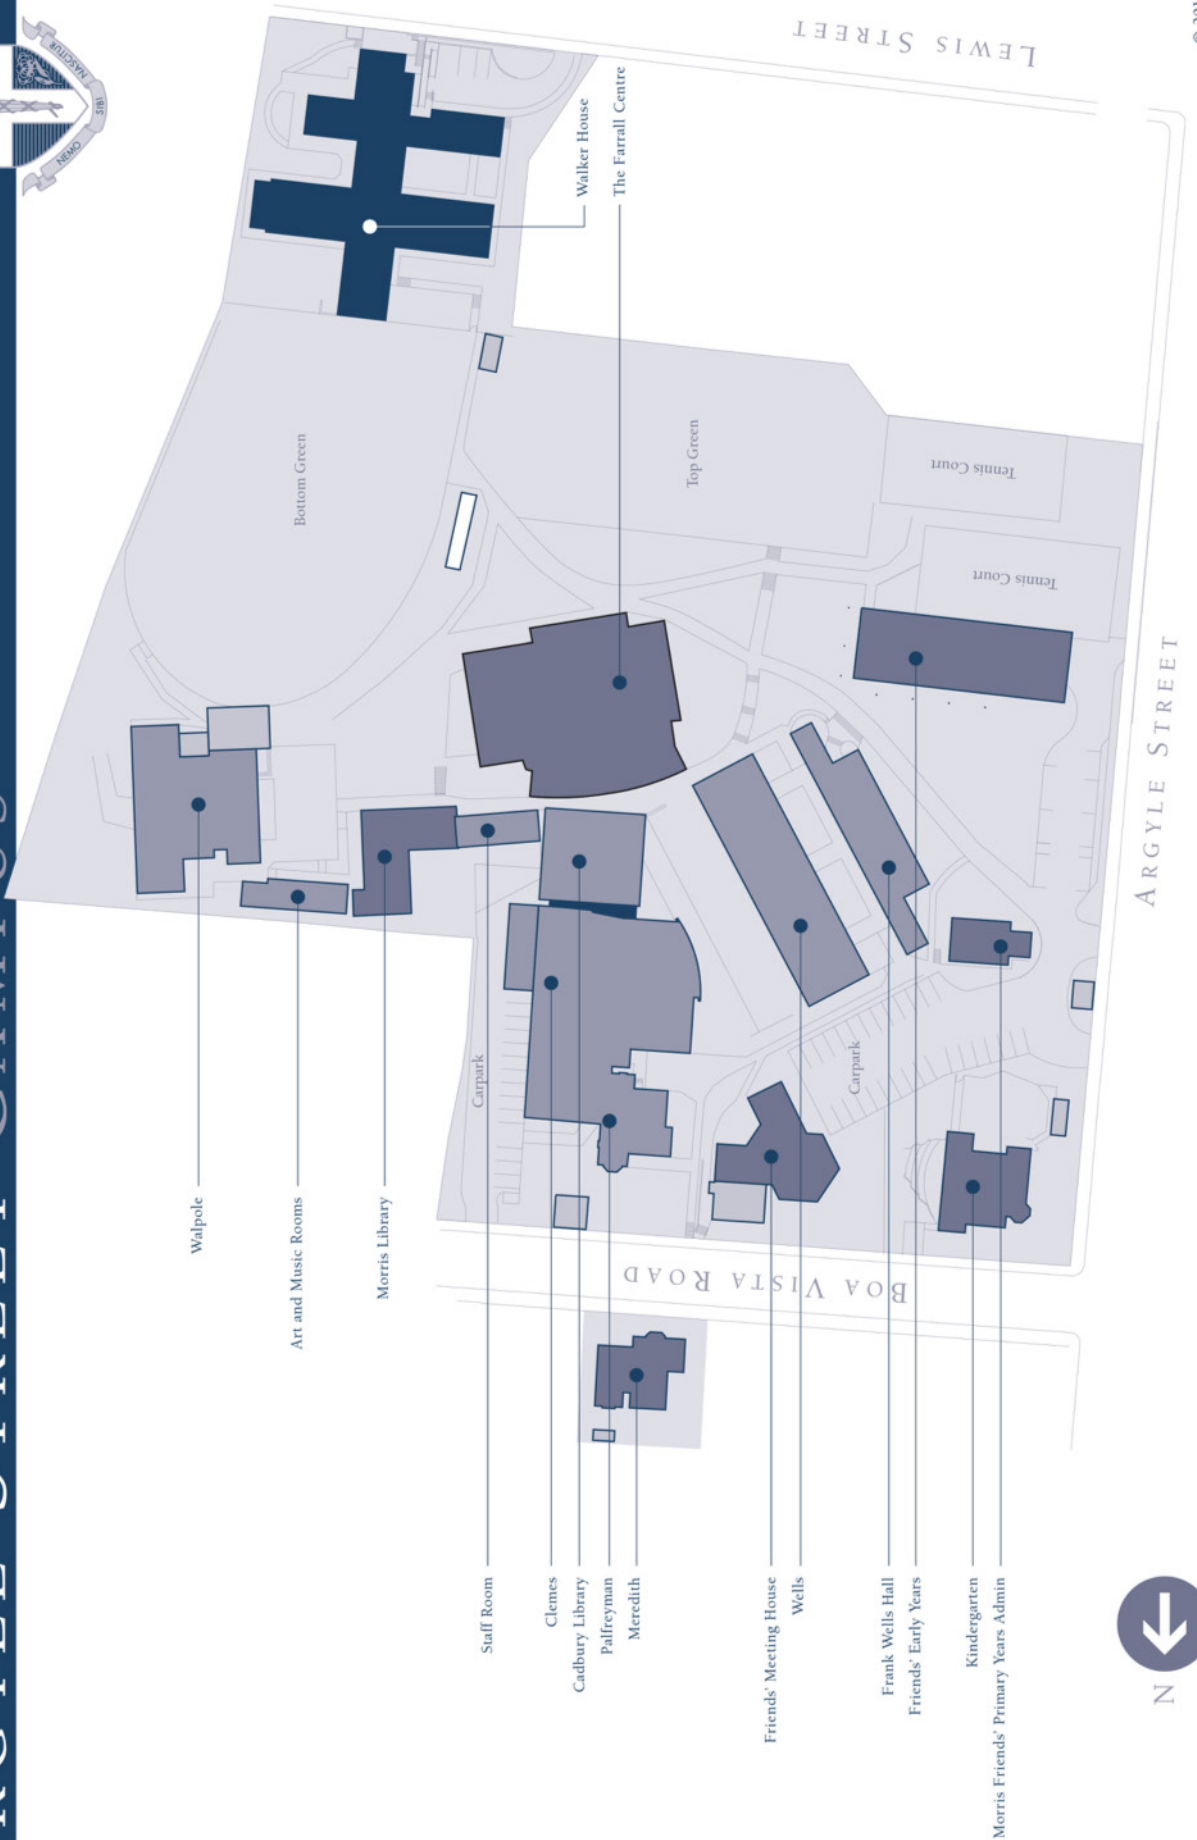 NEMO
SIBI
NASCITUR
LEWIS STREET
Walker House
The Farrall Centre
Bottom Green
Top Green
Tennis Court
Tennis Court
ARGYLE STREET
Carpark
Carpark
BOA VISTA ROAD
Walpole
Art and Music Rooms
Morris Library
Staff Room
Clemes
Cadbury Library
Palfreyman
Meredith
Friends' Meeting House
Wells
Frank Wells Hall
Friends' Early Years
Kindergarten
Morris Friends' Primary Years Admin
N